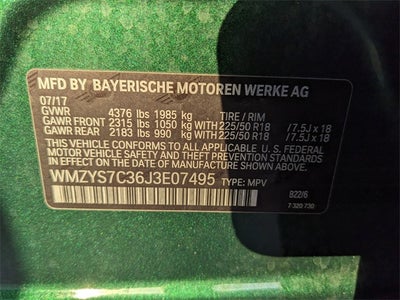 MFD BY BAYERISCHE MOTOREN WERKE AG
07/17
GVWR 4376 lbs 1985 kg TIRE / RIM
GAWR FRONT 2315 lbs 1050 kg WITH 225/50 R18 /7.5J x 18
GAWR REAR 2183 lbs 990 kg WITH 225/50 R18 /7.5J x 18
THIS VEHICLE CONFORMS TO ALL APPLICABLE U. S. FEDERAL
MOTOR VEHICLE SAFETY, BUMPER, AND THEFT PREVENTION
STANDARDS IN EFFECT ON THE DATE OF MANUFACTURE SHOWN ABOVE.
WMZYS7C36J3E07495 TYPE: MPV
822/6
7 320 730